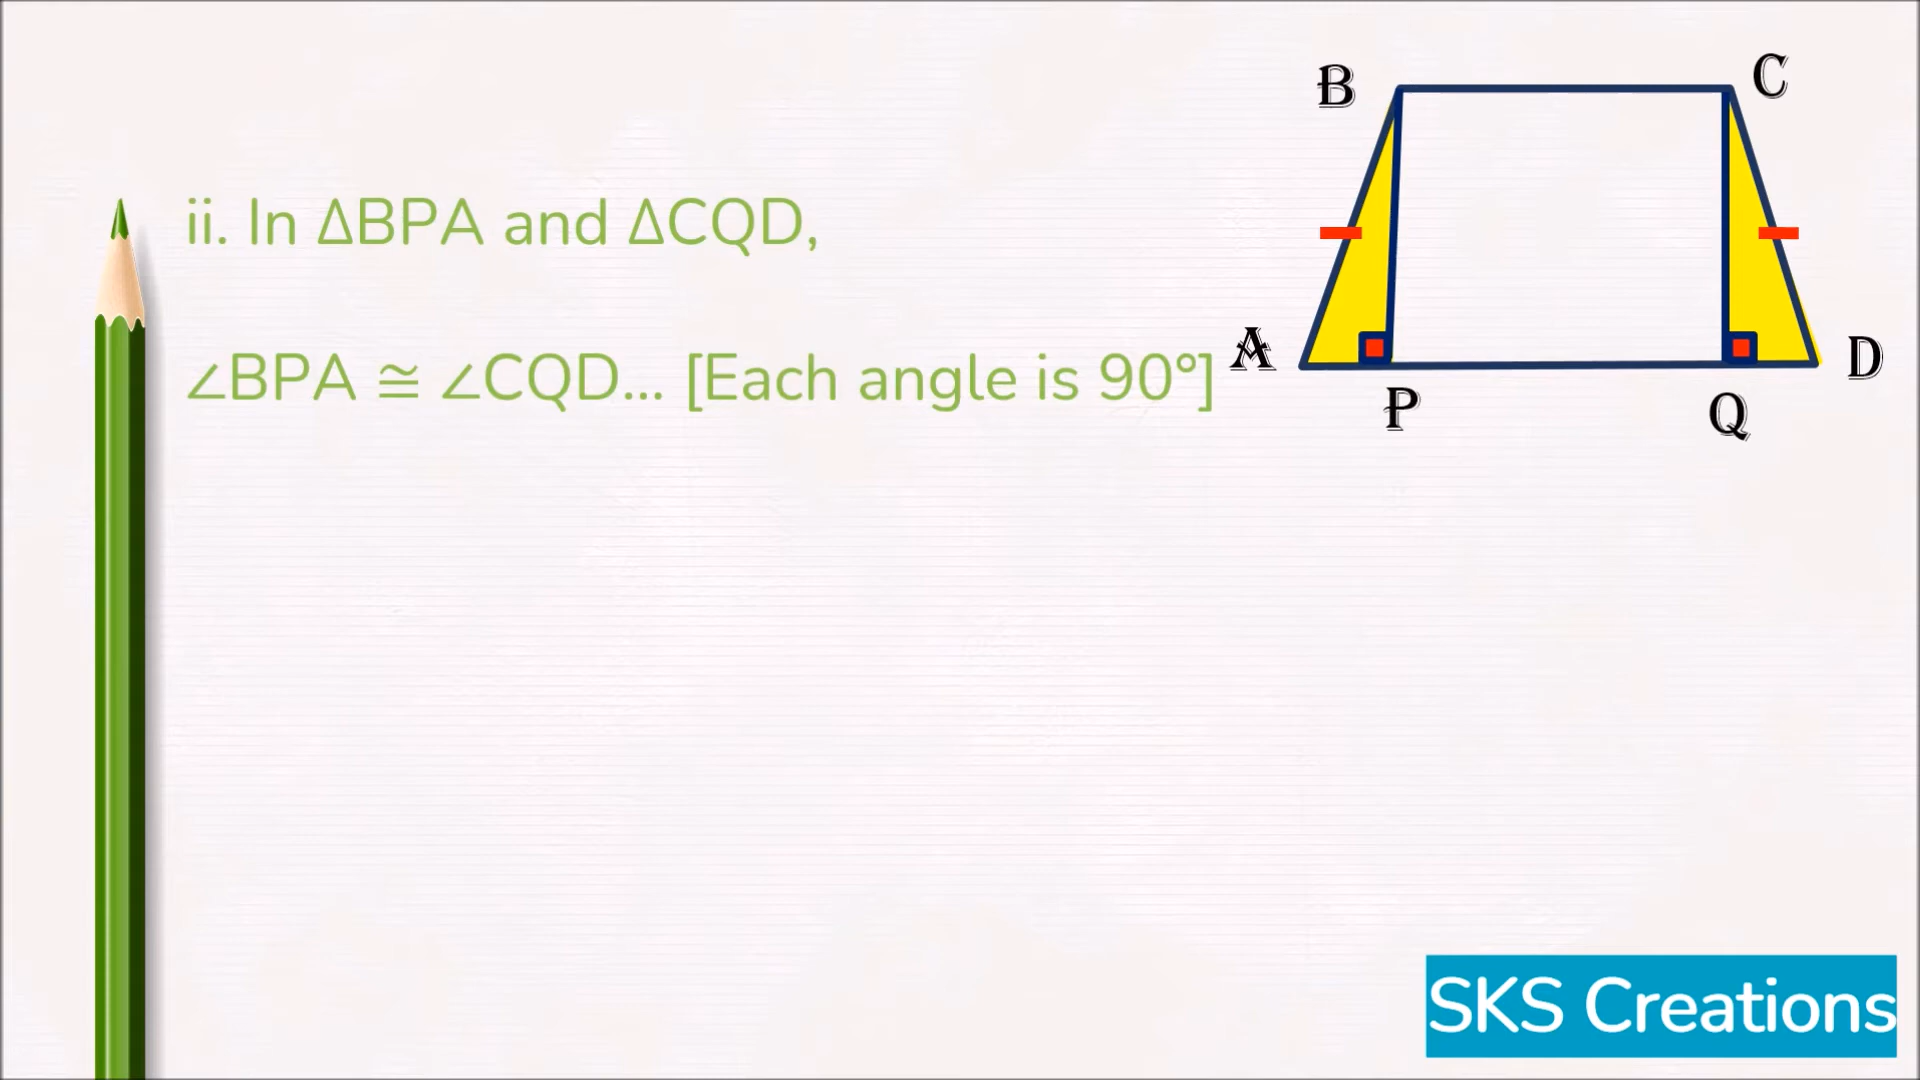 B
C
ii. In ΔBPA and ΔCQD,
∠BPA ≅ ∠CQD... [Each angle is 90°]
A
D
P
Q
SKS Creations